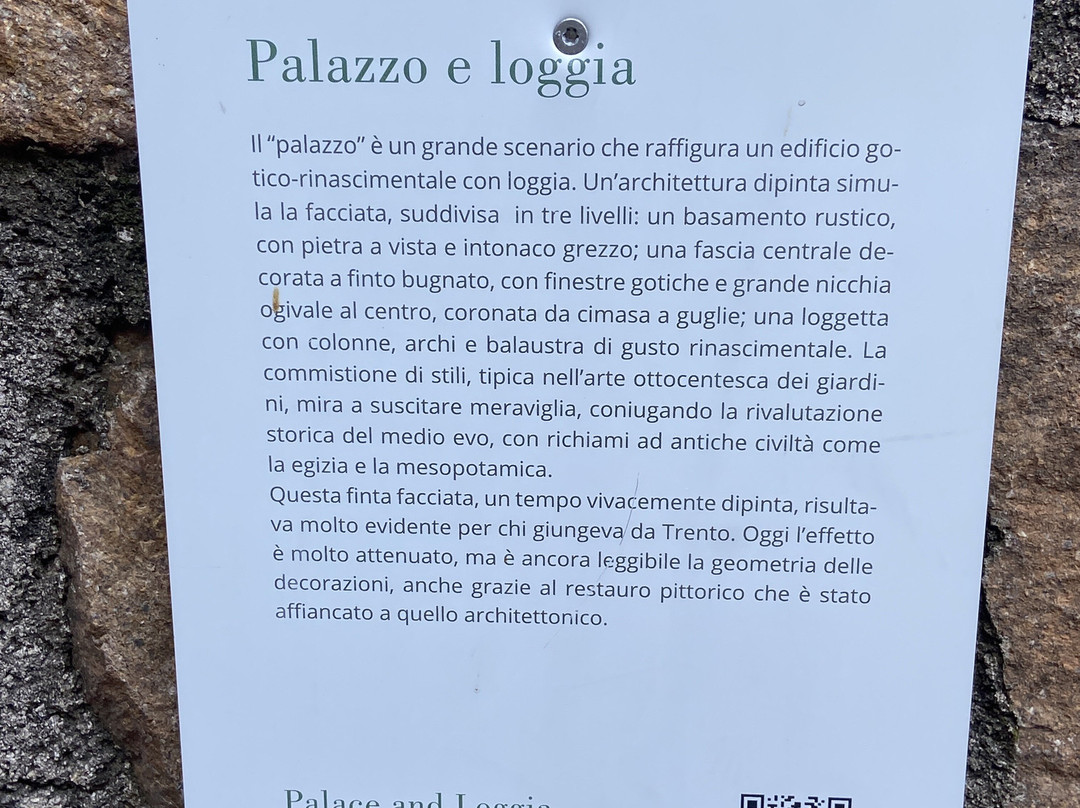 Palazzo e loggia
Il “palazzo” è un grande scenario che raffigura un edificio go-
tico-rinascimentale con loggia. Un’architettura dipinta simu-
la la facciata, suddivisa in tre livelli: un basamento rustico,
con pietra a vista e intonaco grezzo; una fascia centrale de-
corata a finto bugnato, con finestre gotiche e grande nicchia
ogivale al centro, coronata da cimasa a guglie; una loggetta
con colonne, archi e balaustra di gusto rinascimentale. La
commistione di stili, tipica nell’arte ottocentesca dei giardi-
ni, mira a suscitare meraviglia, coniugando la rivalutazione
storica del medio evo, con richiami ad antiche civiltà come
la egizia e la mesopotamica.
Questa finta facciata, un tempo vivacemente dipinta, risulta-
va molto evidente per chi giungeva da Trento. Oggi l’effetto
è molto attenuato, ma è ancora leggibile la geometria delle
decorazioni, anche grazie al restauro pittorico che è stato
affiancato a quello architettonico.
Palace and Loggia